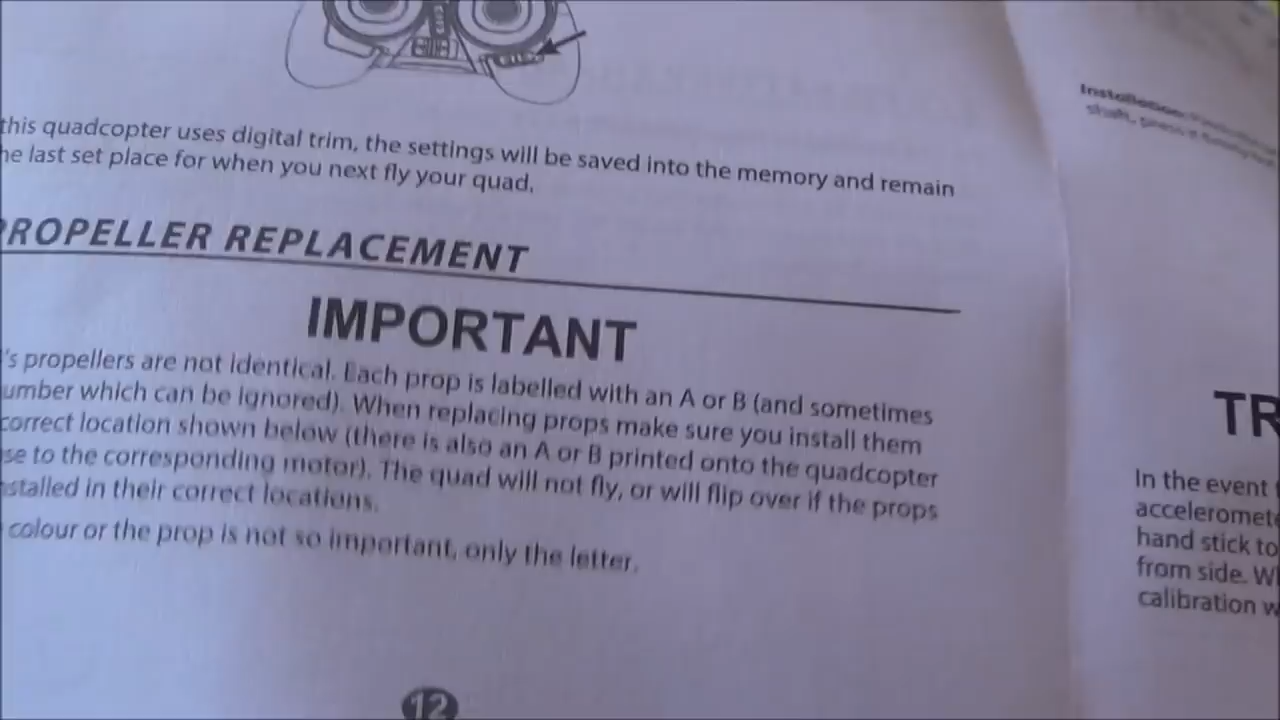 this quadcopter uses digital trim, the settings will be saved into the memory and remain
he last set place for when you next fly your quad.
ROPELLER REPLACEMENT
IMPORTANT
's propellers are not identical. Each prop is labelled with an A or B (and sometimes
umber which can be ignored). When replacing props make sure you install them
correct location shown below (there is also an A or B printed onto the quadcopter
se to the corresponding motor). The quad will not fly, or will flip over if the props
nstalled in their correct locations.
colour or the prop is not so important, only the letter.
12
Installation:
shaft,
TR
In the event
acceleromet
hand stick to
from side. W
calibration w